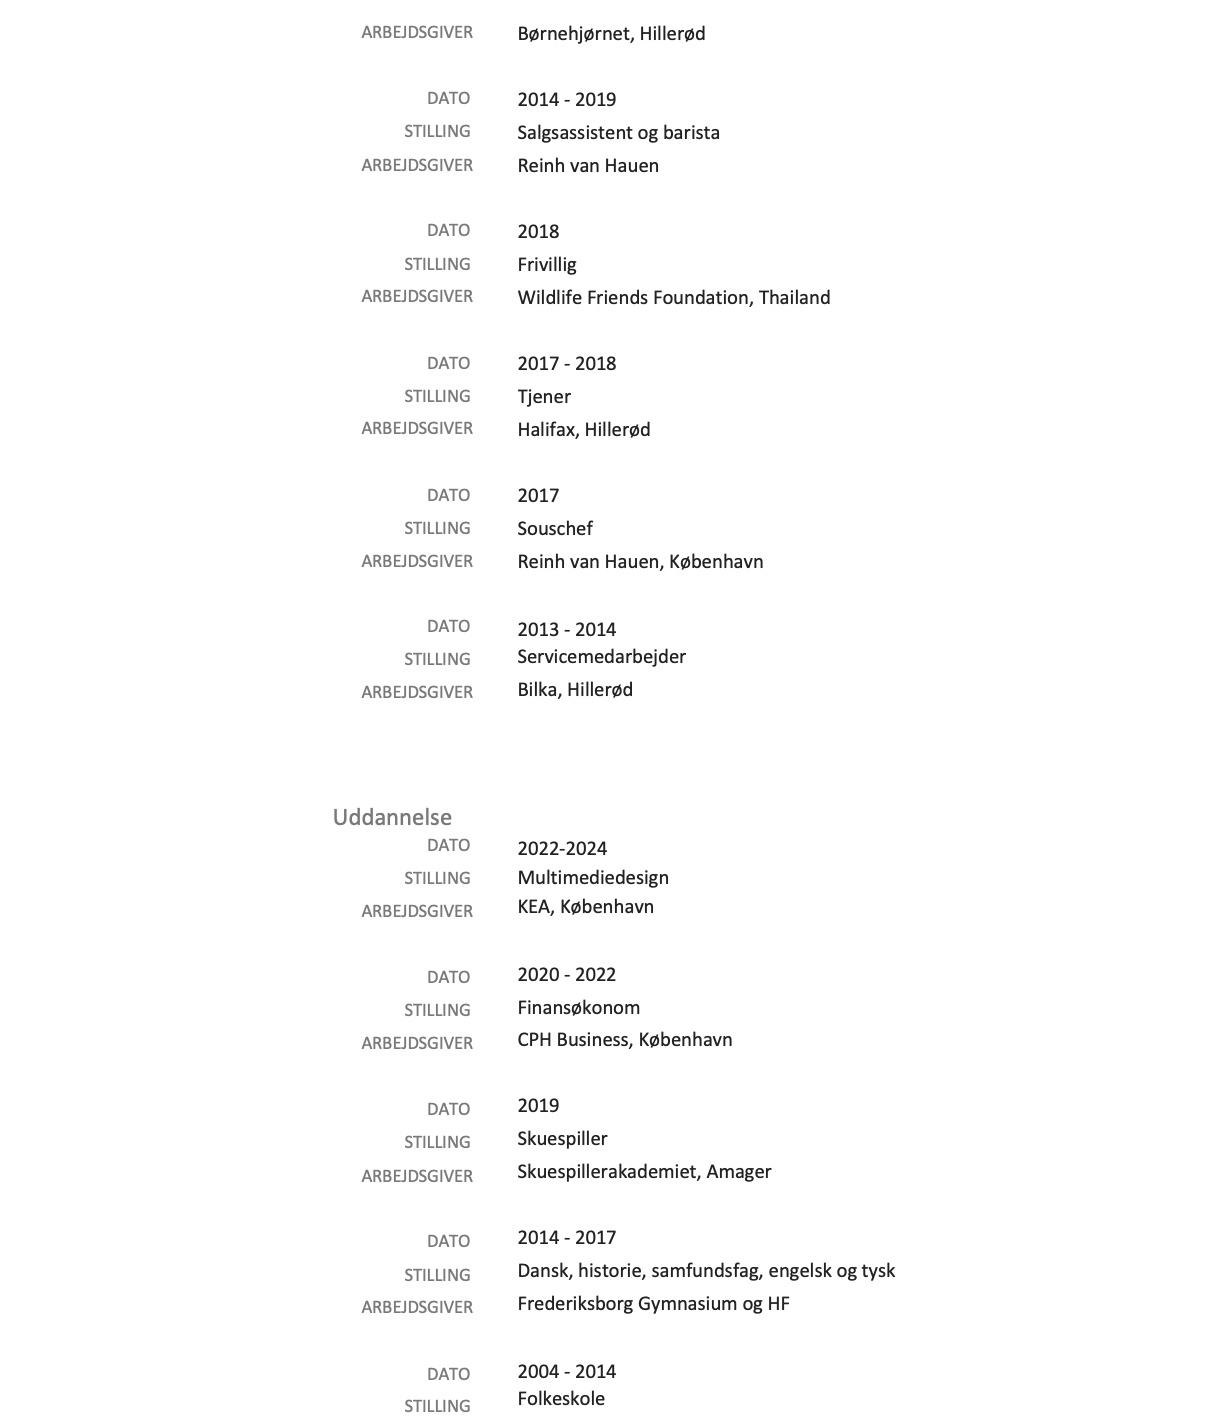 ARBEJDSGIVER Børnehjørnet, Hillerød
DATO 2014 - 2019
STILLING Salgsassistent og barista
ARBEJDSGIVER Reinh van Hauen
DATO 2018
STILLING Frivillig
ARBEJDSGIVER Wildlife Friends Foundation, Thailand
DATO 2017 - 2018
STILLING Tjener
ARBEJDSGIVER Halifax, Hillerød
DATO 2017
STILLING Souschef
ARBEJDSGIVER Reinh van Hauen, København
DATO 2013 - 2014
STILLING Servicemedarbejder
ARBEJDSGIVER Bilka, Hillerød
Uddannelse
DATO 2022-2024
STILLING Multimediedesign
ARBEJDSGIVER KEA, København
DATO 2020 - 2022
STILLING Finansøkonom
ARBEJDSGIVER CPH Business, København
DATO 2019
STILLING Skuespiller
ARBEJDSGIVER Skuespillerakademiet, Amager
DATO 2014 - 2017
STILLING Dansk, historie, samfundsfag, engelsk og tysk
ARBEJDSGIVER Frederiksborg Gymnasium og HF
DATO 2004 - 2014
STILLING Folkeskole